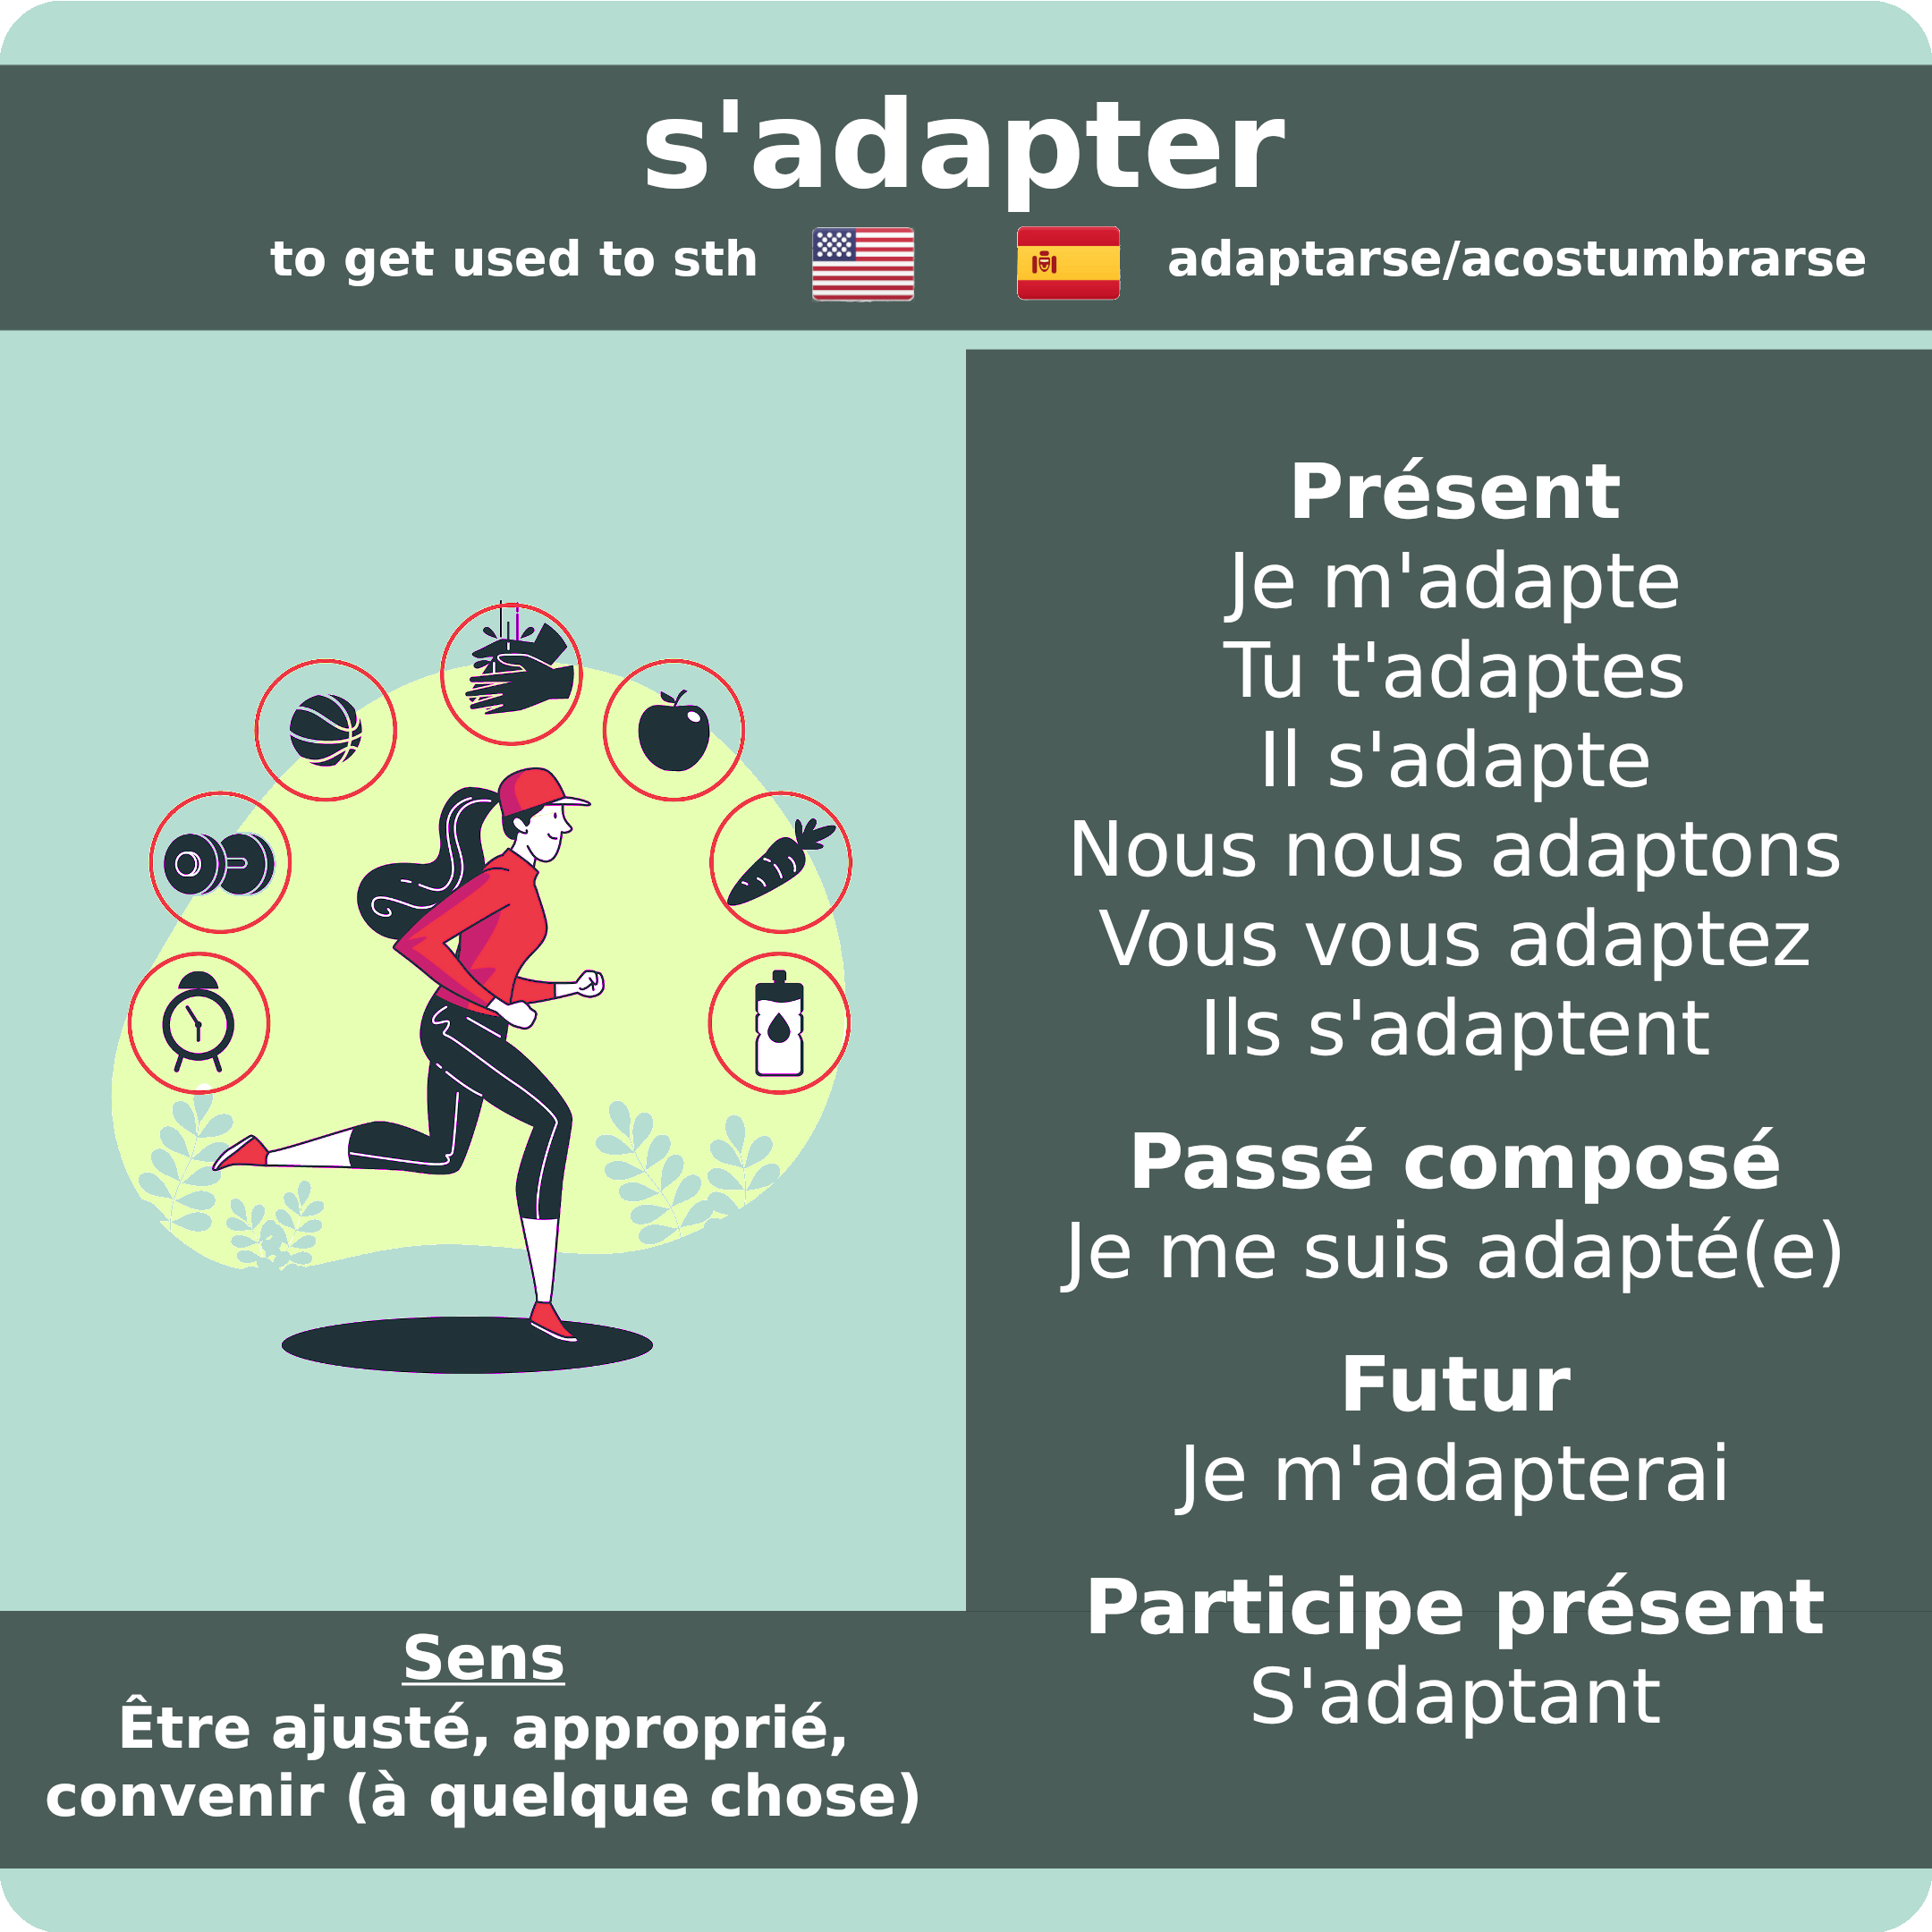 s'adapter
to get used to sth
adaptarse/acostumbrarse
Présent
Je m'adapte
Tu t'adaptes
Il s'adapte
Nous nous adaptons
Vous vous adaptez
Ils s'adaptent
Passé composé
Je me suis adapté(e)
Futur
Je m'adapterai
Participe présent
S'adaptant
Sens
Être ajusté, approprié,
convenir (à quelque chose)